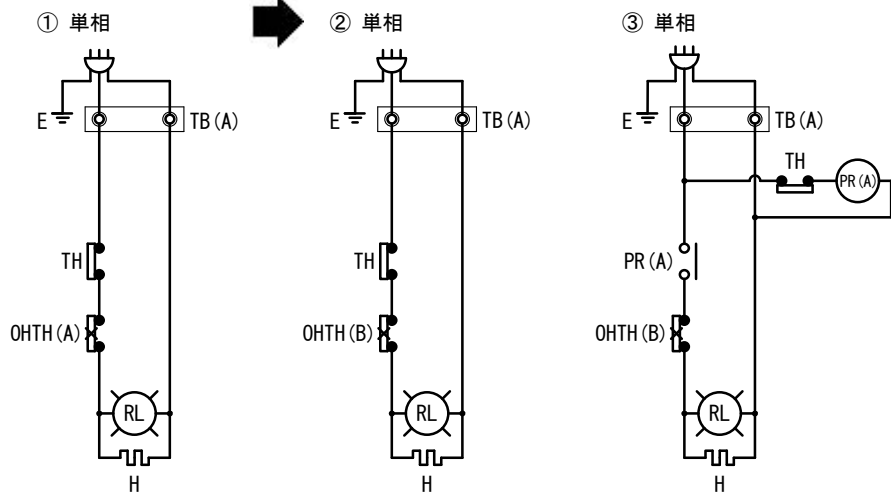 ① 単相
E
TB(A)
TH
OHTH(A)
RL
H
② 単相
E
TB(A)
TH
OHTH(B)
RL
H
③ 単相
E
TB(A)
TH
PR(A)
PR(A)
OHTH(B)
RL
H